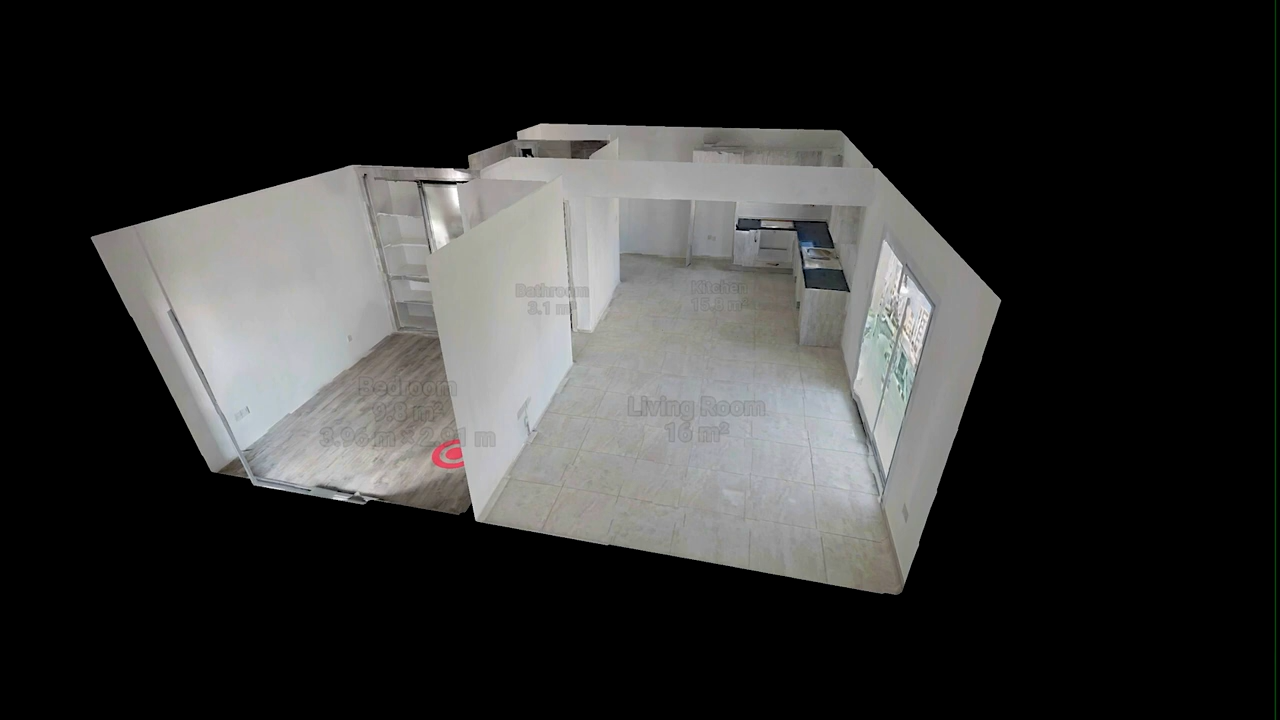 Bathroom
3.1 m²
Kitchen
Bedroom
9.8 m²
Living Room
16 m²